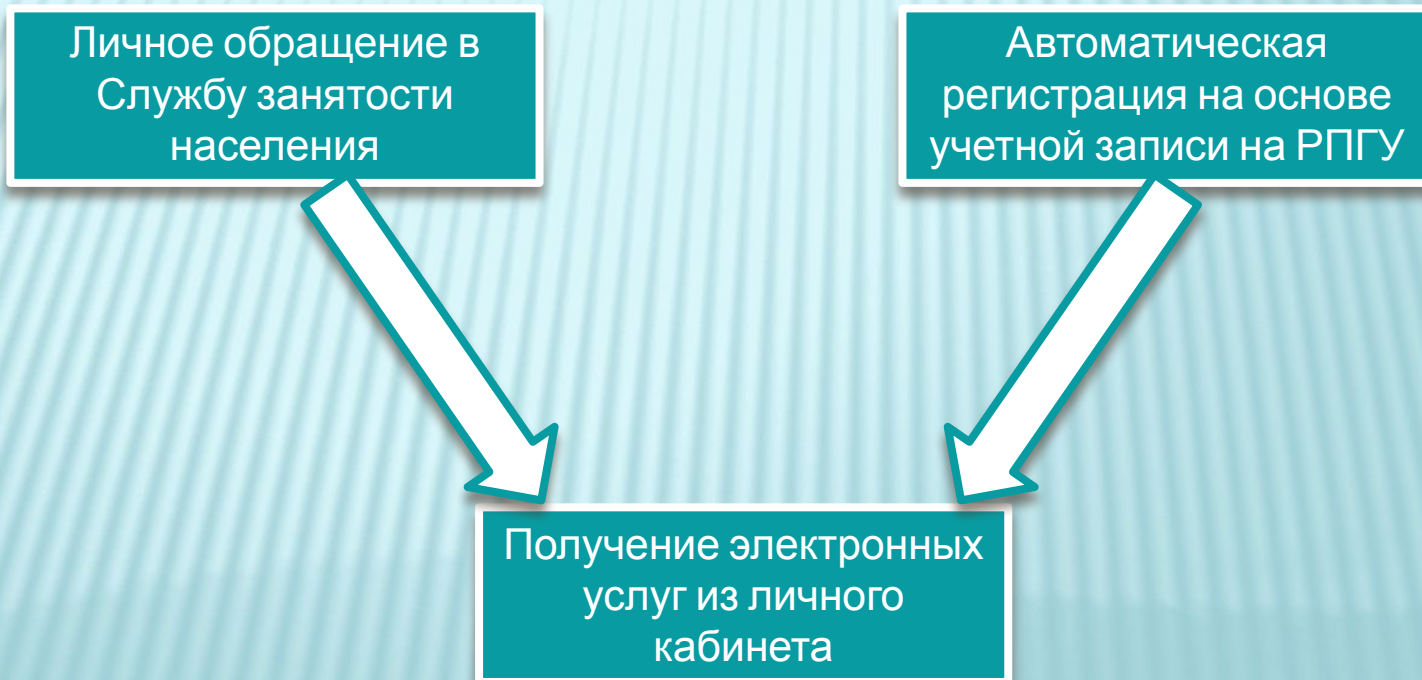 Личное обращение в
Службу занятости
населения
Автоматическая
регистрация на основе
учетной записи на РПГУ
Получение электронных
услуг из личного
кабинета